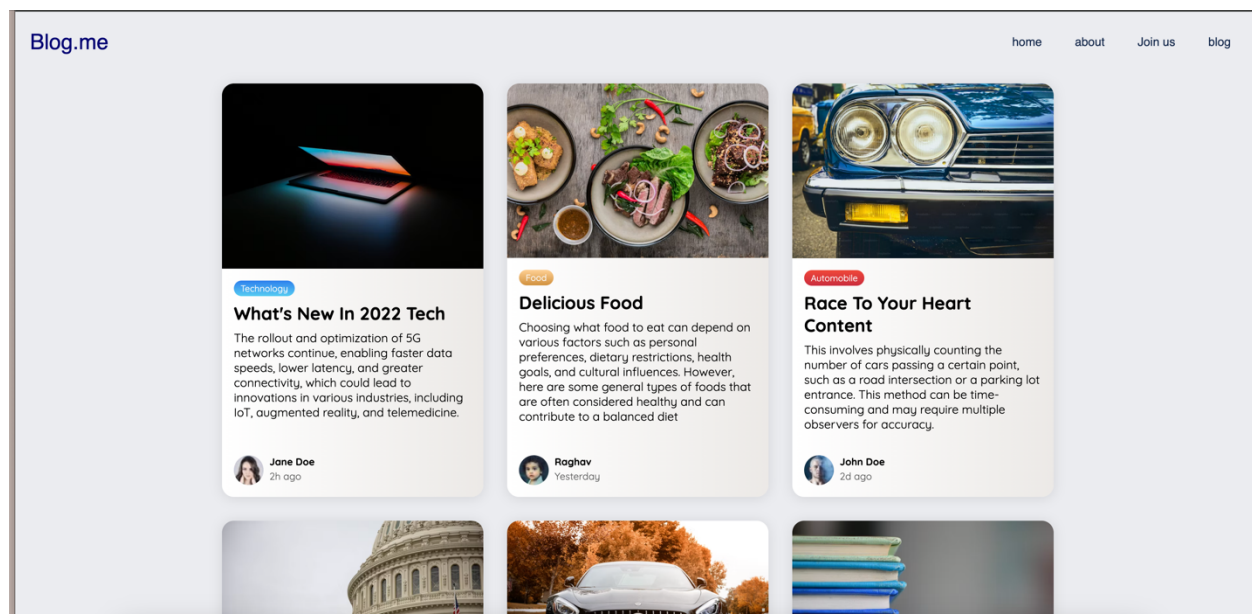 Blog.me
home about Join us blog
Technology
What's New In 2022 Tech
The rollout and optimization of 5G
networks continue, enabling faster data
speeds, lower latency, and greater
connectivity, which could lead to
innovations in various industries, including
IoT, augmented reality, and telemedicine.
Jane Doe
2h ago
Food
Delicious Food
Choosing what food to eat can depend on
various factors such as personal
preferences, dietary restrictions, health
goals, and cultural influences. However,
here are some general types of foods that
are often considered healthy and can
contribute to a balanced diet
Raghav
Yesterday
Automobile
Race To Your Heart
Content
This involves physically counting the
number of cars passing a certain point,
such as a road intersection or a parking lot
entrance. This method can be time-
consuming and may require multiple
observers for accuracy.
John Doe
2d ago